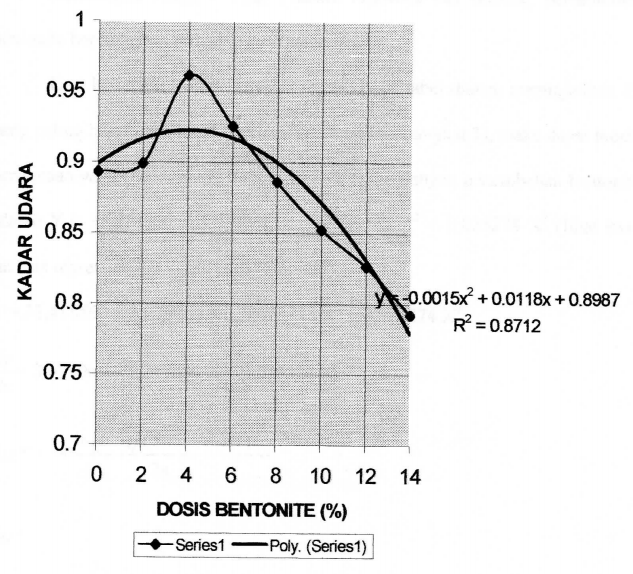 1
0.95
0.9
0.85
0.8
0.75
0.7
KADAR UDARA
y = -0.0015x² + 0.0118x + 0.8987
R² = 0.8712
0 2 4 6 8 10 12 14
DOSIS BENTONITE (%)
Series1 Poly. (Series1)